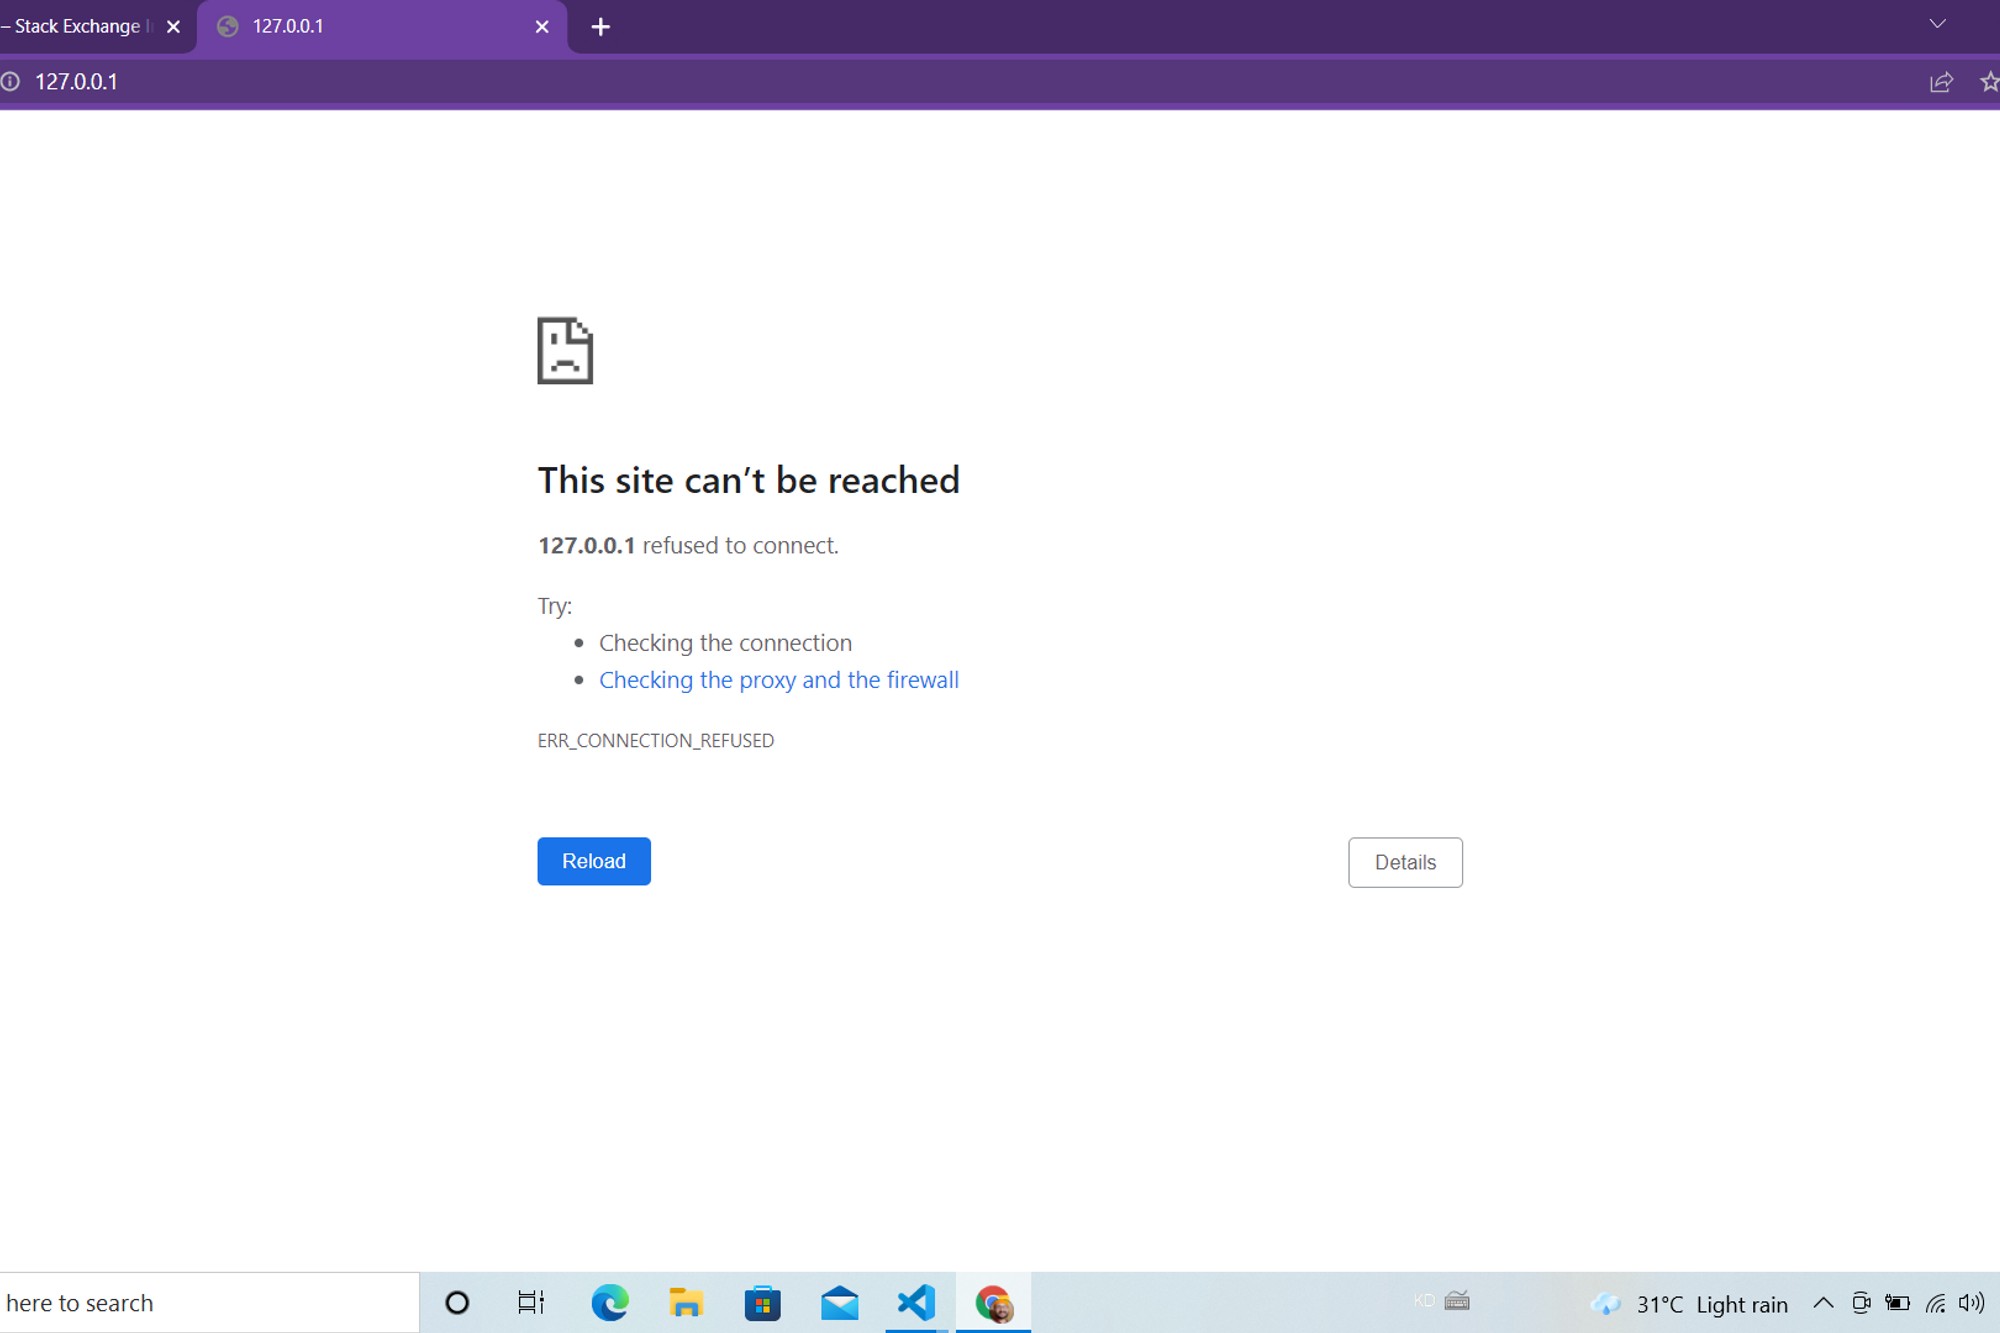 – Stack Exchange
127.0.0.1
127.0.0.1
This site can’t be reached
127.0.0.1 refused to connect.
Try:
Checking the connection
Checking the proxy and the firewall
ERR_CONNECTION_REFUSED
Reload
Details
here to search
KD
31°C Light rain